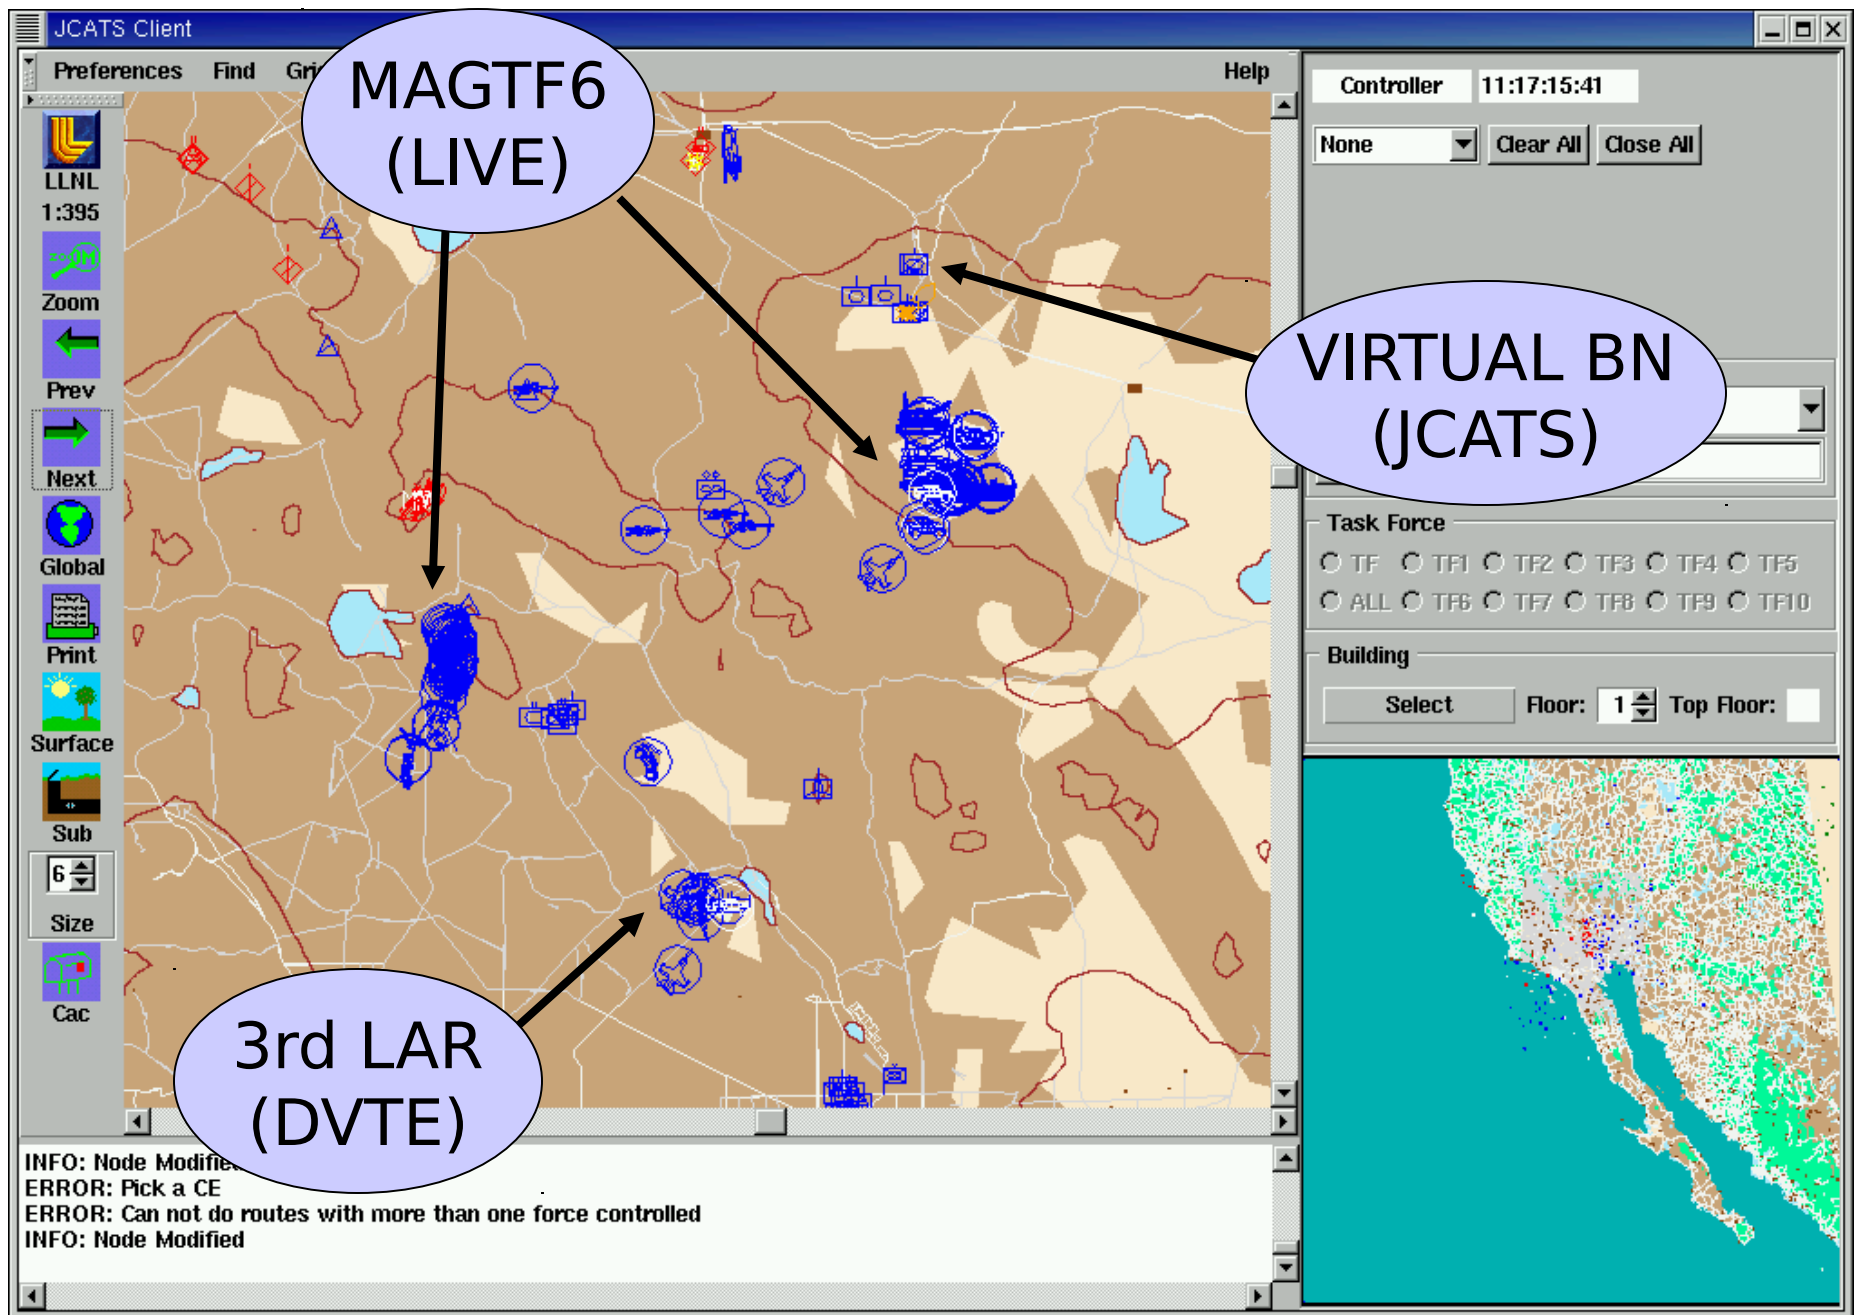 JCATS Client
Preferences Find Gri Help
MAGTF6
(LIVE)
Controller 11:17:15:41
None Clear All Close All
LLNL
1:395
ZOOM
Zoom
Prev
Next
Global
Print
Surface
Sub
6
Size
Cac
VIRTUAL BN
(JCATS)
Task Force
TF TF1 TF2 TF3 TF4 TF5
ALL TF6 TF7 TF8 TF9 TF10
Building
Select Floor: 1 Top Floor:
3rd LAR
(DVTE)
INFO: Node Modifie
ERROR: Pick a CE
ERROR: Can not do routes with more than one force controlled
INFO: Node Modified